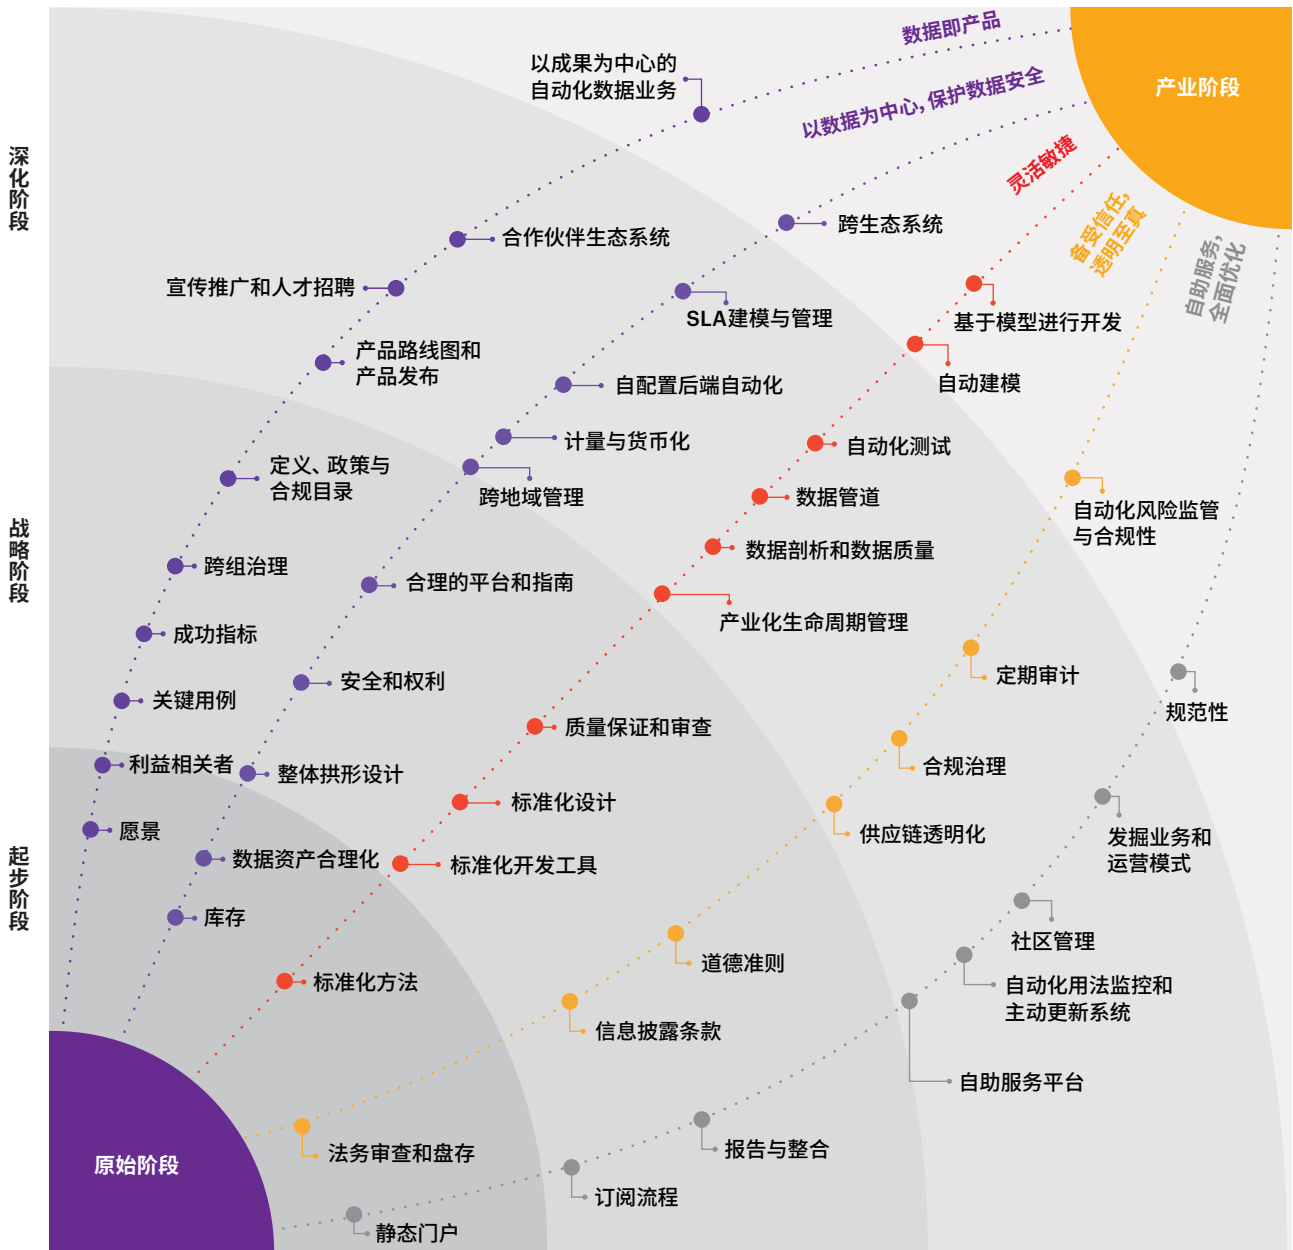 数据即产品
产业阶段
以成果为中心的
自动化数据业务
以数据为中心，保护数据安全
灵活敏捷
备受信任，
透明至真
自助服务，
全面优化
深化阶段
跨生态系统
合作伙伴生态系统
宣传推广和人才招聘
SLA建模与管理
基于模型进行开发
产品路线图和
产品发布
自配置后端自动化
自动建模
计量与货币化
自动化测试
定义、政策与
合规目录
跨地域管理
数据管道
自动化风险监管
与合规性
战略阶段
数据剖析和数据质量
跨组治理
合理的平台和指南
产业化生命周期管理
成功指标
定期审计
安全和权利
关键用例
规范性
质量保证和审查
利益相关者
整体拱形设计
合规治理
标准化设计
愿景
供应链透明化
发掘业务和
运营模式
数据资产合理化
标准化开发工具
起步阶段
库存
社区管理
道德准则
标准化方法
自动化用法监控和
主动更新系统
信息披露条款
自助服务平台
法务审查和盘存
报告与整合
原始阶段
订阅流程
静态门户